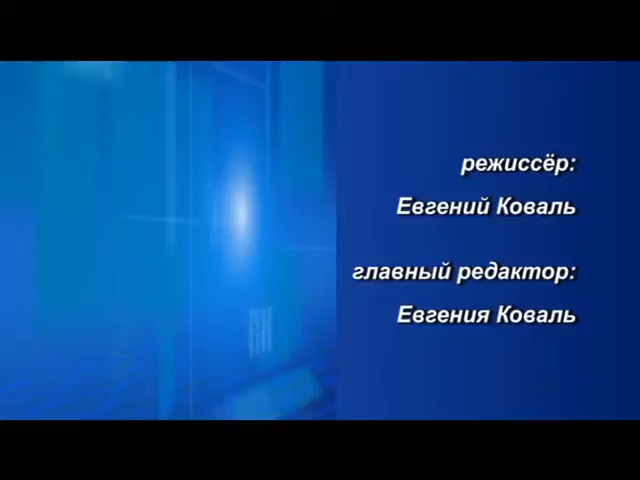 режиссёр:
Евгений Коваль
главный редактор:
Евгения Коваль